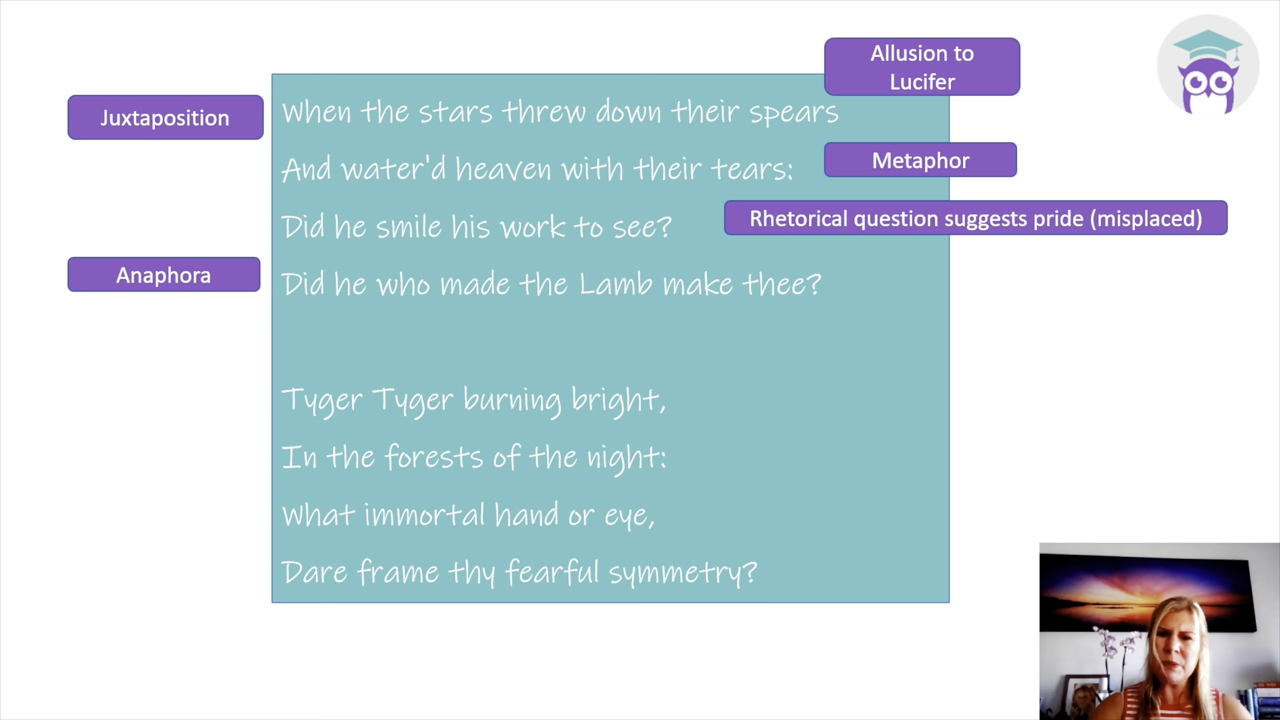 Allusion to
Lucifer
Juxtaposition
When the stars threw down their spears
Metaphor
And water'd heaven with their tears:
Rhetorical question suggests pride (misplaced)
Did he smile his work to see?
Anaphora
Did he who made the Lamb make thee?
Tyger Tyger burning bright,
In the forests of the night:
What immortal hand or eye,
Dare frame thy fearful symmetry?